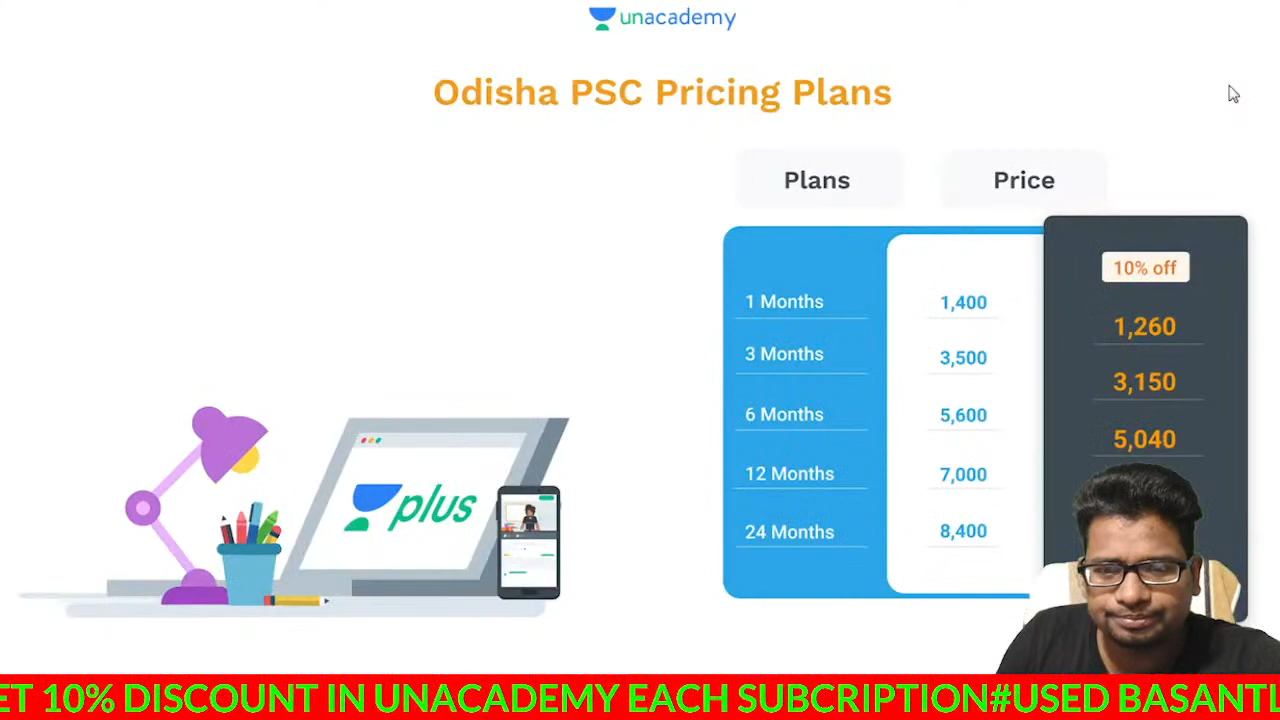 unacademy
Odisha PSC Pricing Plans
Plans Price
10% off
1 Months 1,400 1,260
3 Months 3,500 3,150
6 Months 5,600 5,040
12 Months 7,000
24 Months 8,400
plus
10% DISCOUNT IN UNACADEMY EACH SUBCRIPTION#USED